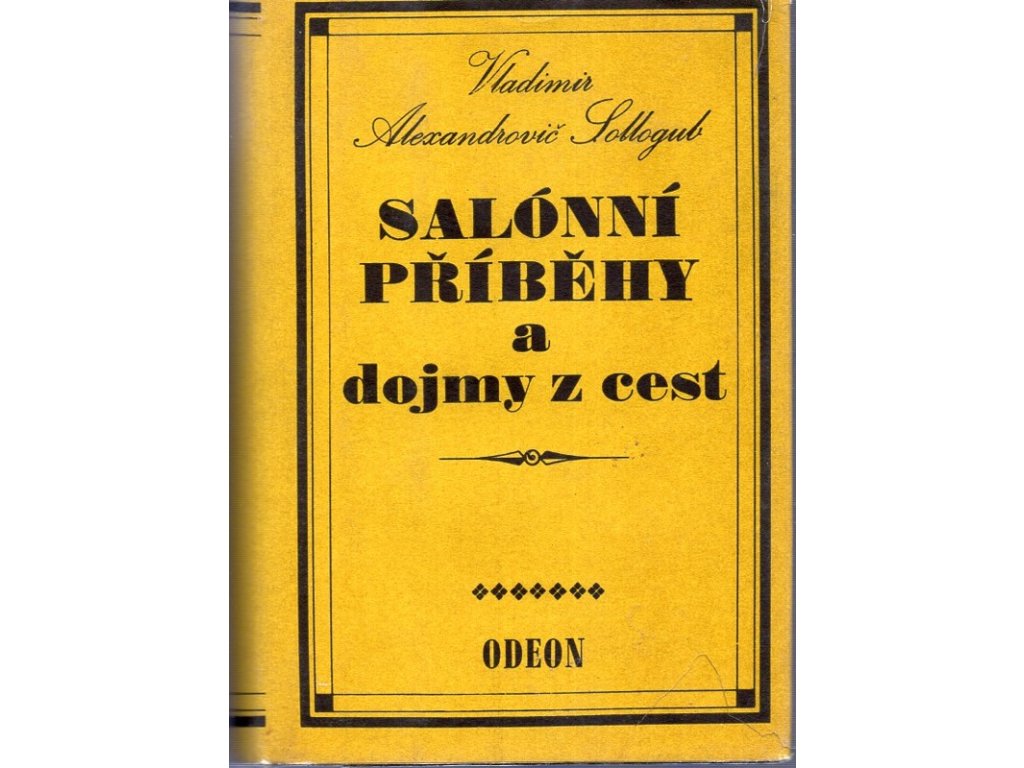 Vladimir
Alexandrovič Sollogub
SALÓNNÍ
PŘÍBĚHY
a
dojmy z cest
ODEON